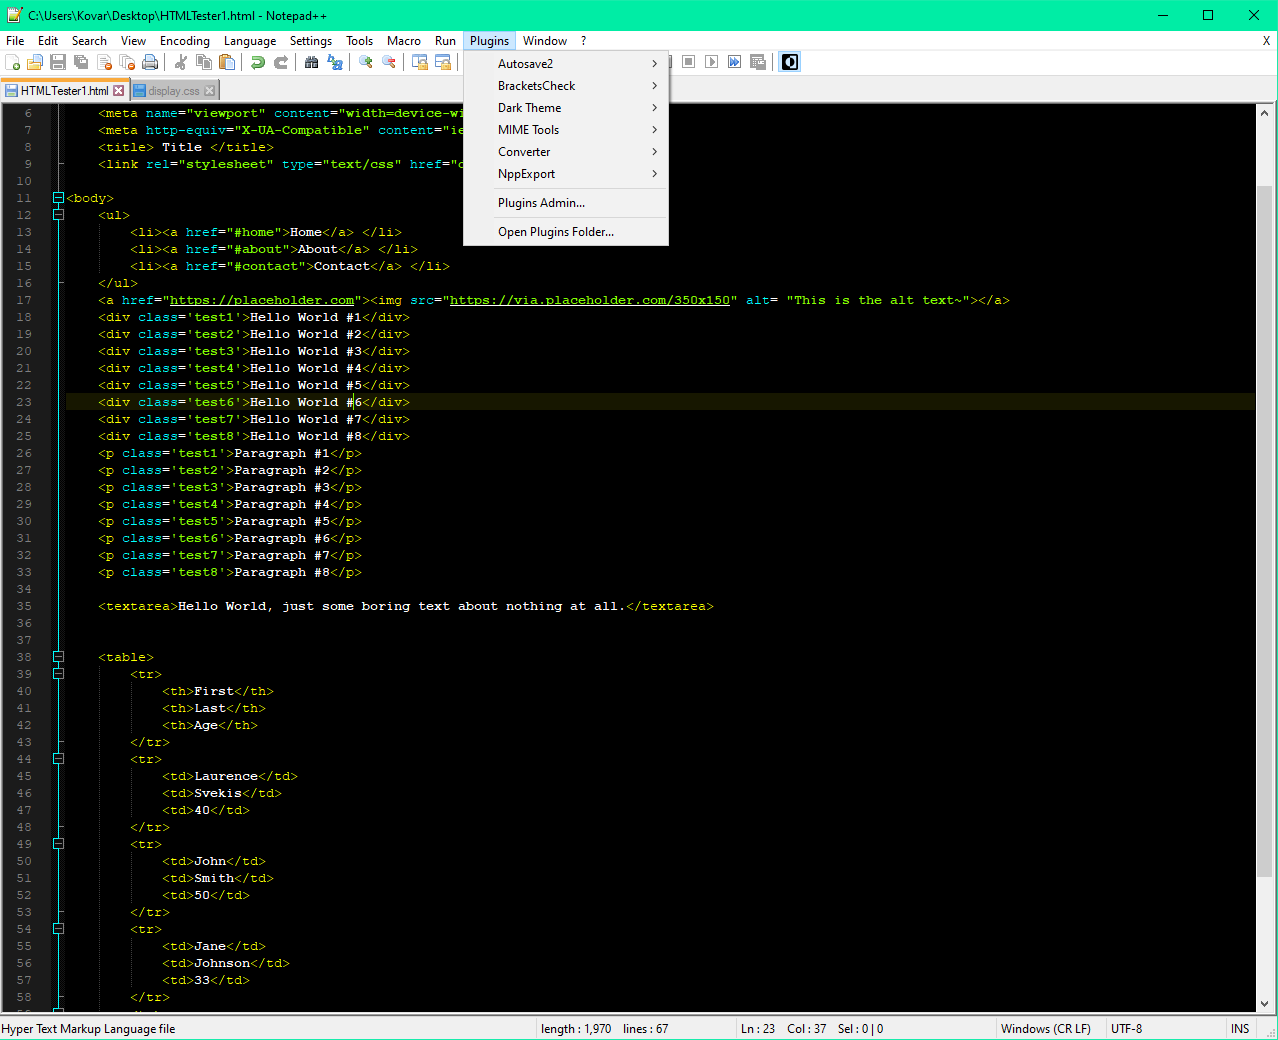 C:\Users\Kovar\Desktop\HTMLTester1.html - Notepad++
File Edit Search View Encoding Language Settings Tools Macro Run Plugins Window ? X
Autosave2
BracketsCheck
Dark Theme
MIME Tools
Converter
NppExport
Plugins Admin...
Open Plugins Folder...
HTMLTester1.html display.css
6 <meta name="viewport" content="width=device-wi
7 <meta http-equiv="X-UA-Compatible" content="ie
8 <title> Title </title>
9 <link rel="stylesheet" type="text/css" href="d
10
11 <body>
12 <ul>
13 <li><a href="#home">Home</a> </li>
14 <li><a href="#about">About</a> </li>
15 <li><a href="#contact">Contact</a> </li>
16 </ul>
17 <a href="https://placeholder.com"><img src="https://via.placeholder.com/350x150" alt= "This is the alt text~"></a>
18 <div class='test1'>Hello World #1</div>
19 <div class='test2'>Hello World #2</div>
20 <div class='test3'>Hello World #3</div>
21 <div class='test4'>Hello World #4</div>
22 <div class='test5'>Hello World #5</div>
23 <div class='test6'>Hello World #6</div>
24 <div class='test7'>Hello World #7</div>
25 <div class='test8'>Hello World #8</div>
26 <p class='test1'>Paragraph #1</p>
27 <p class='test2'>Paragraph #2</p>
28 <p class='test3'>Paragraph #3</p>
29 <p class='test4'>Paragraph #4</p>
30 <p class='test5'>Paragraph #5</p>
31 <p class='test6'>Paragraph #6</p>
32 <p class='test7'>Paragraph #7</p>
33 <p class='test8'>Paragraph #8</p>
34
35 <textarea>Hello World, just some boring text about nothing at all.</textarea>
36
37
38 <table>
39 <tr>
40 <th>First</th>
41 <th>Last</th>
42 <th>Age</th>
43 </tr>
44 <tr>
45 <td>Laurence</td>
46 <td>Svekis</td>
47 <td>40</td>
48 </tr>
49 <tr>
50 <td>John</td>
51 <td>Smith</td>
52 <td>50</td>
53 </tr>
54 <tr>
55 <td>Jane</td>
56 <td>Johnson</td>
57 <td>33</td>
58 </tr>
Hyper Text Markup Language file length : 1,970 lines : 67 Ln : 23 Col : 37 Sel : 0 | 0 Windows (CR LF) UTF-8 INS